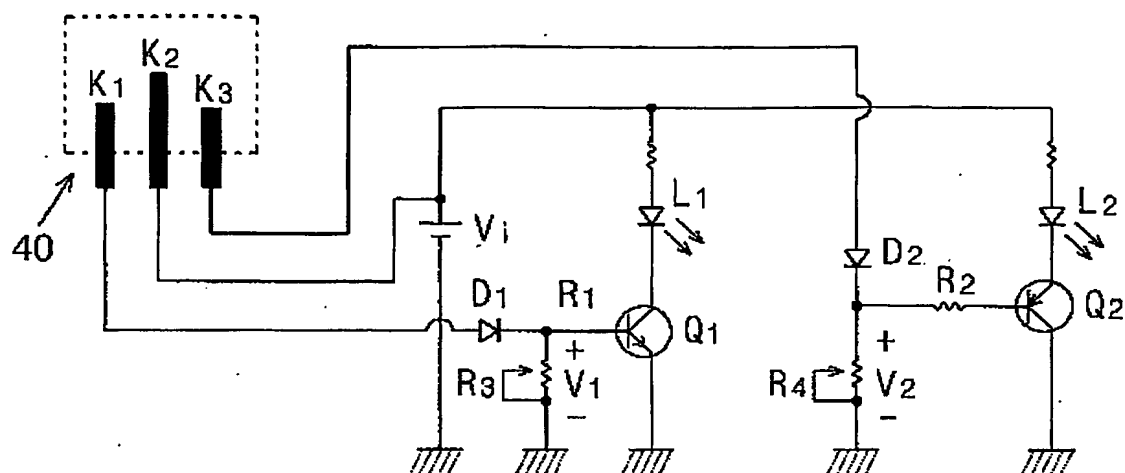 K1
K2
K3
40
Vi
L1
L2
D1
R1
Q1
D2
R2
Q2
R3
+
V1
−
R4
+
V2
−